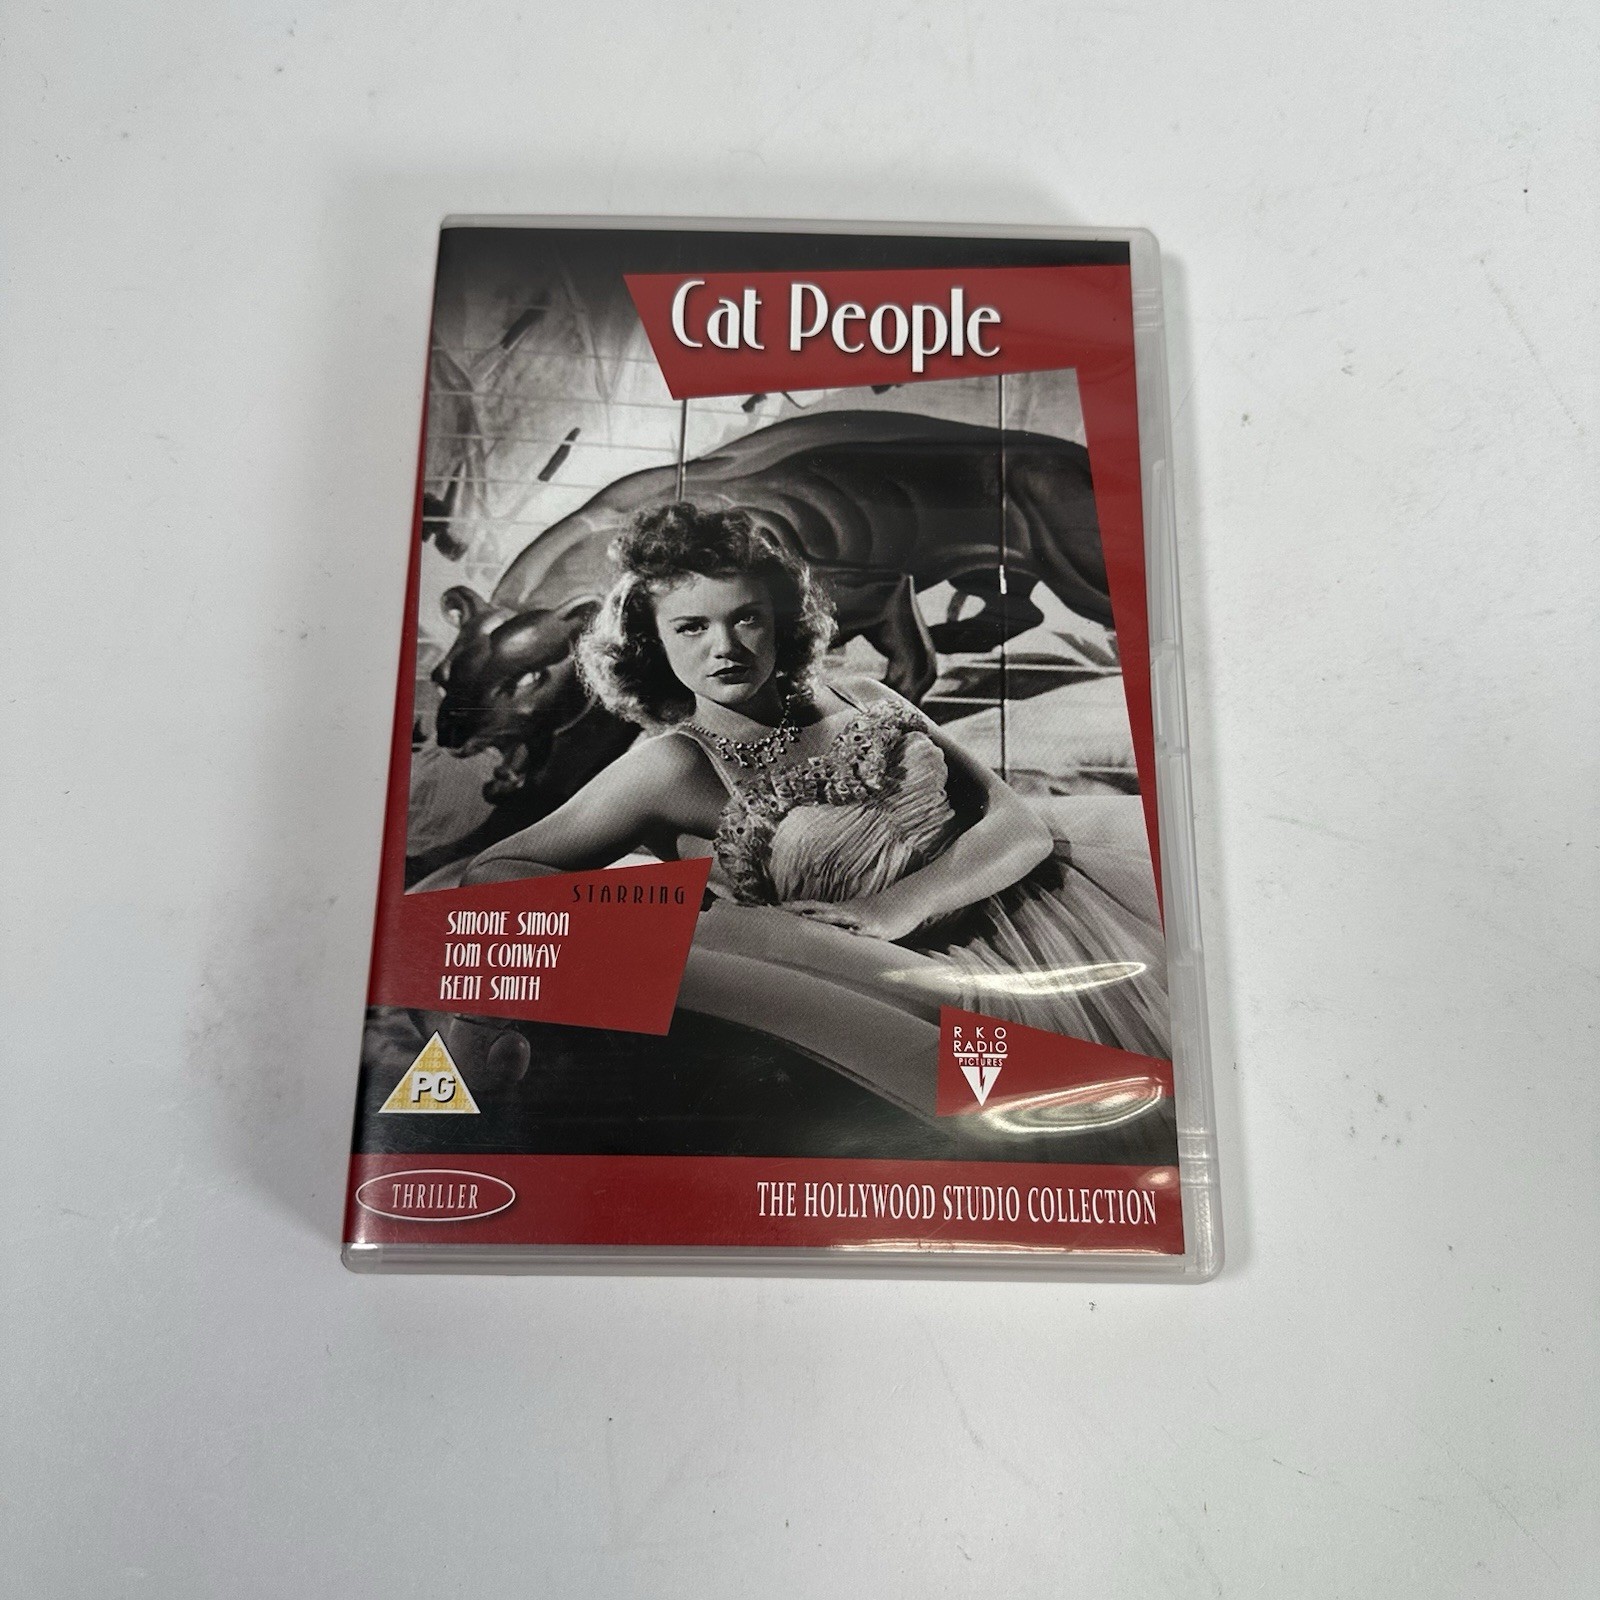 Cat People
STARRING
SIMONE SIMON
TOM CONWAY
KENT SMITH
RKO
RADIO
PICTURES
PG
THRILLER
THE HOLLYWOOD STUDIO COLLECTION